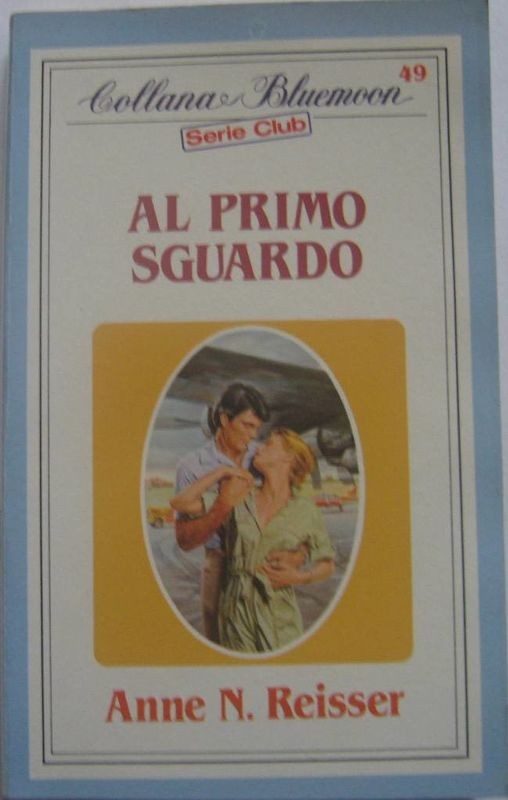 49
Collana Bluemoon
Serie Club
AL PRIMO
SGUARDO
Anne N. Reisser